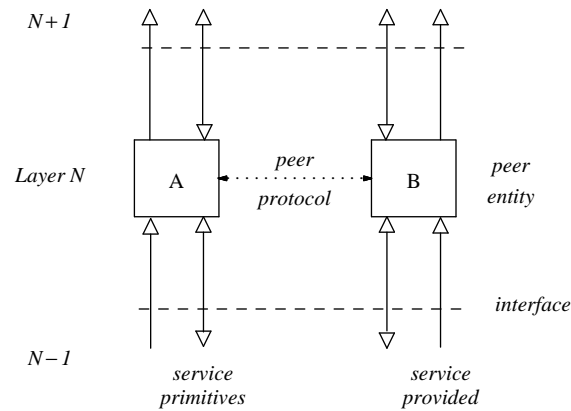 N+1
Layer N
A
peer
protocol
B
peer
entity
interface
N−1
service
primitives
service
provided